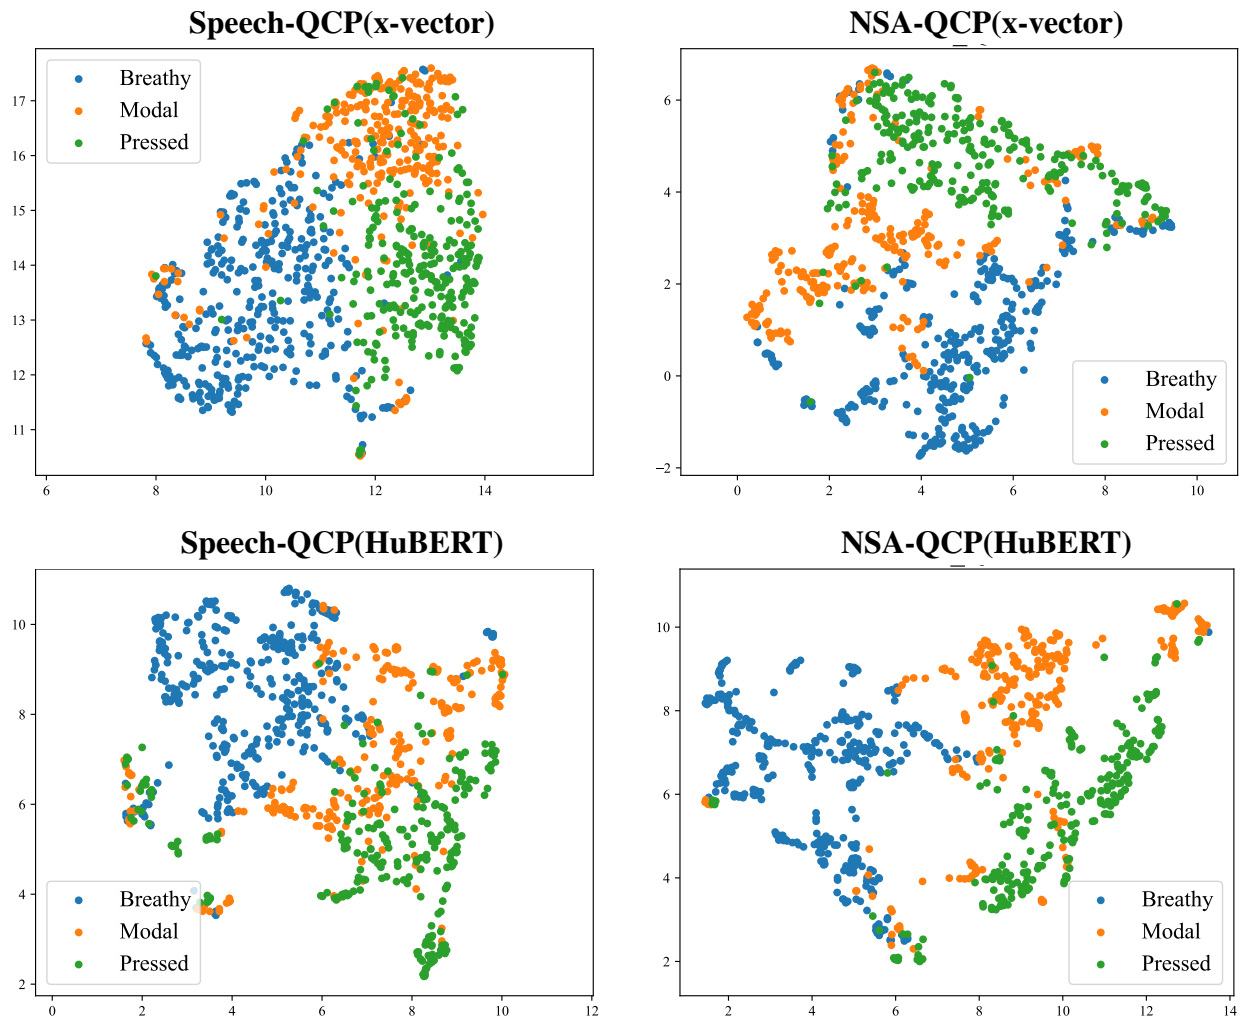 Speech-QCP(x-vector)
Breathy
Modal
Pressed
17
16
15
14
13
12
11
6 8 10 12 14
NSA-QCP(x-vector)
6
4
2
0
−2
Breathy
Modal
Pressed
0 2 4 6 8 10
Speech-QCP(HuBERT)
10
8
6
4
2
Breathy
Modal
Pressed
0 2 4 6 8 10 12
NSA-QCP(HuBERT)
10
8
6
4
2
Breathy
Modal
Pressed
2 4 6 8 10 12 14